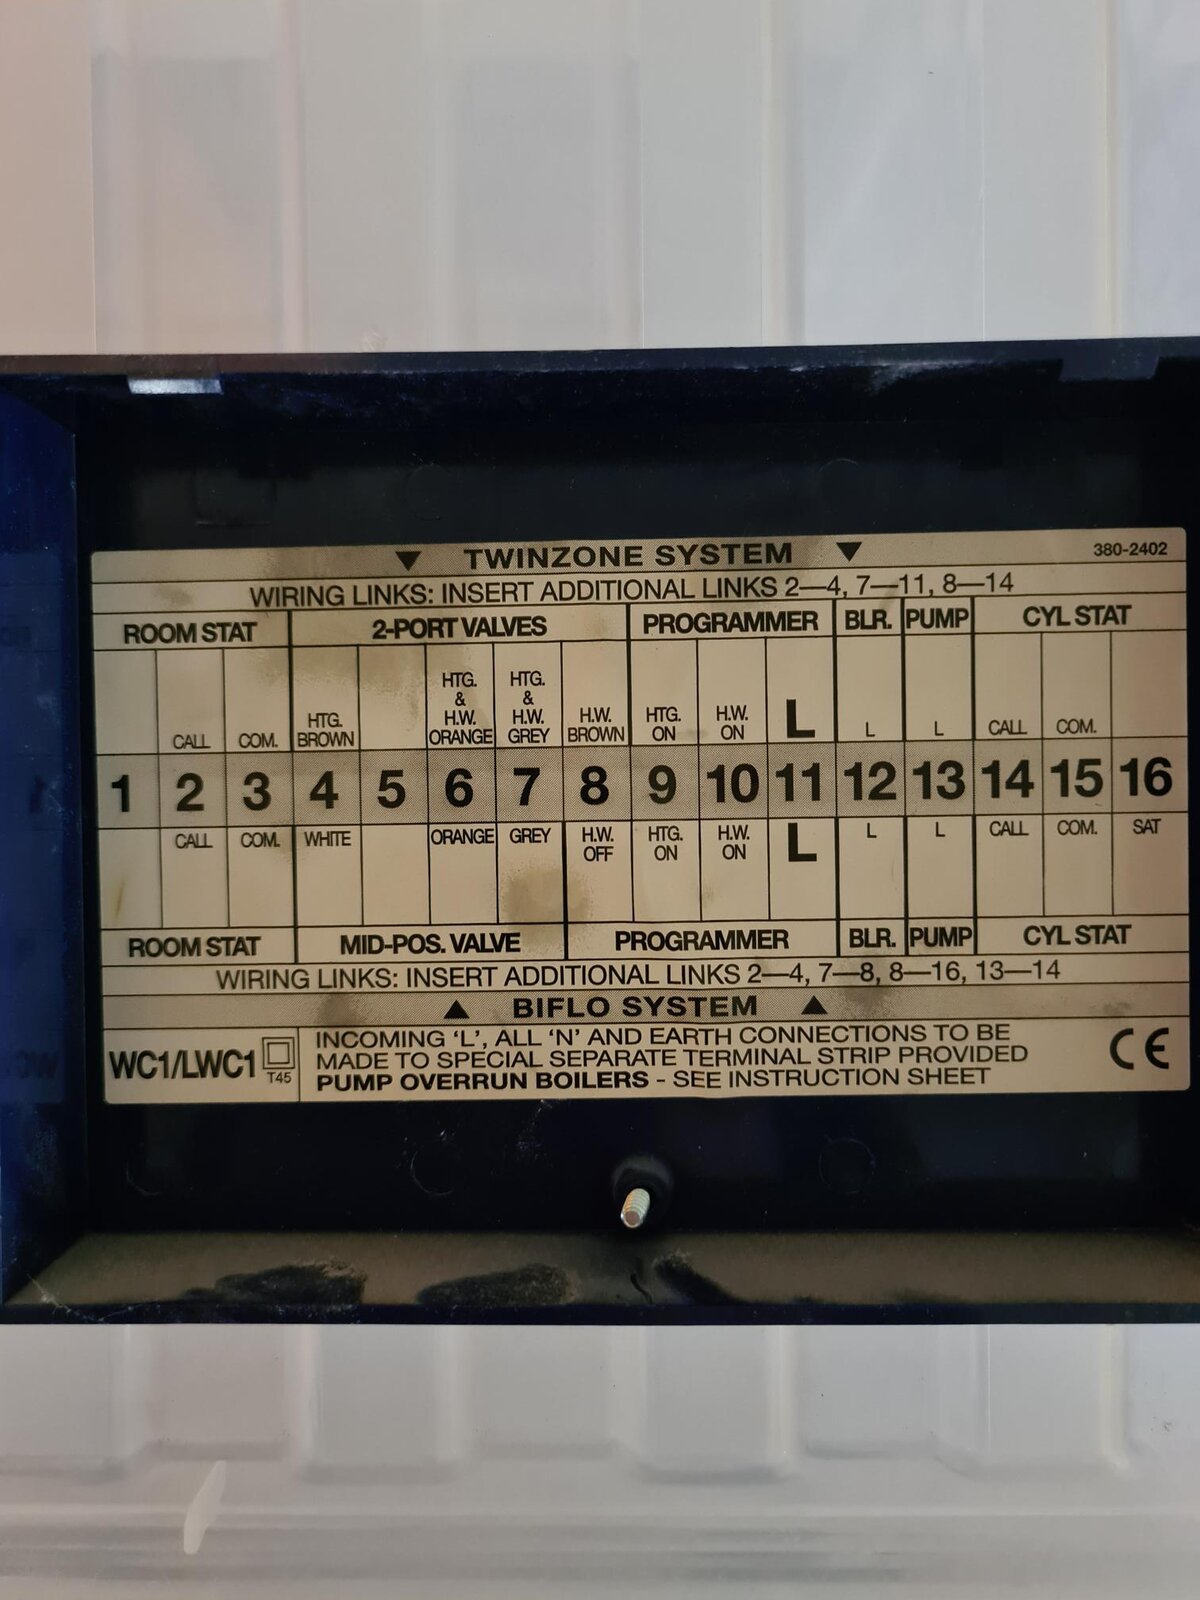 ▼ TWINZONE SYSTEM ▼ 380-2402
WIRING LINKS: INSERT ADDITIONAL LINKS 2—4, 7—11, 8—14
ROOM STAT 2-PORT VALVES PROGRAMMER BLR. PUMP CYL STAT
CALL COM. HTG. BROWN HTG. & H.W. ORANGE HTG. & H.W. GREY H.W. BROWN HTG. ON H.W. ON L L L CALL COM.
1 2 3 4 5 6 7 8 9 10 11 12 13 14 15 16
CALL COM. WHITE ORANGE GREY H.W. OFF HTG. ON H.W. ON L L L CALL COM. SAT
ROOM STAT MID-POS. VALVE PROGRAMMER BLR. PUMP CYL STAT
WIRING LINKS: INSERT ADDITIONAL LINKS 2—4, 7—8, 8—16, 13—14
▲ BIFLO SYSTEM ▲
WC1/LWC1 T45
INCOMING 'L', ALL 'N' AND EARTH CONNECTIONS TO BE
MADE TO SPECIAL SEPARATE TERMINAL STRIP PROVIDED
PUMP OVERRUN BOILERS - SEE INSTRUCTION SHEET
CE